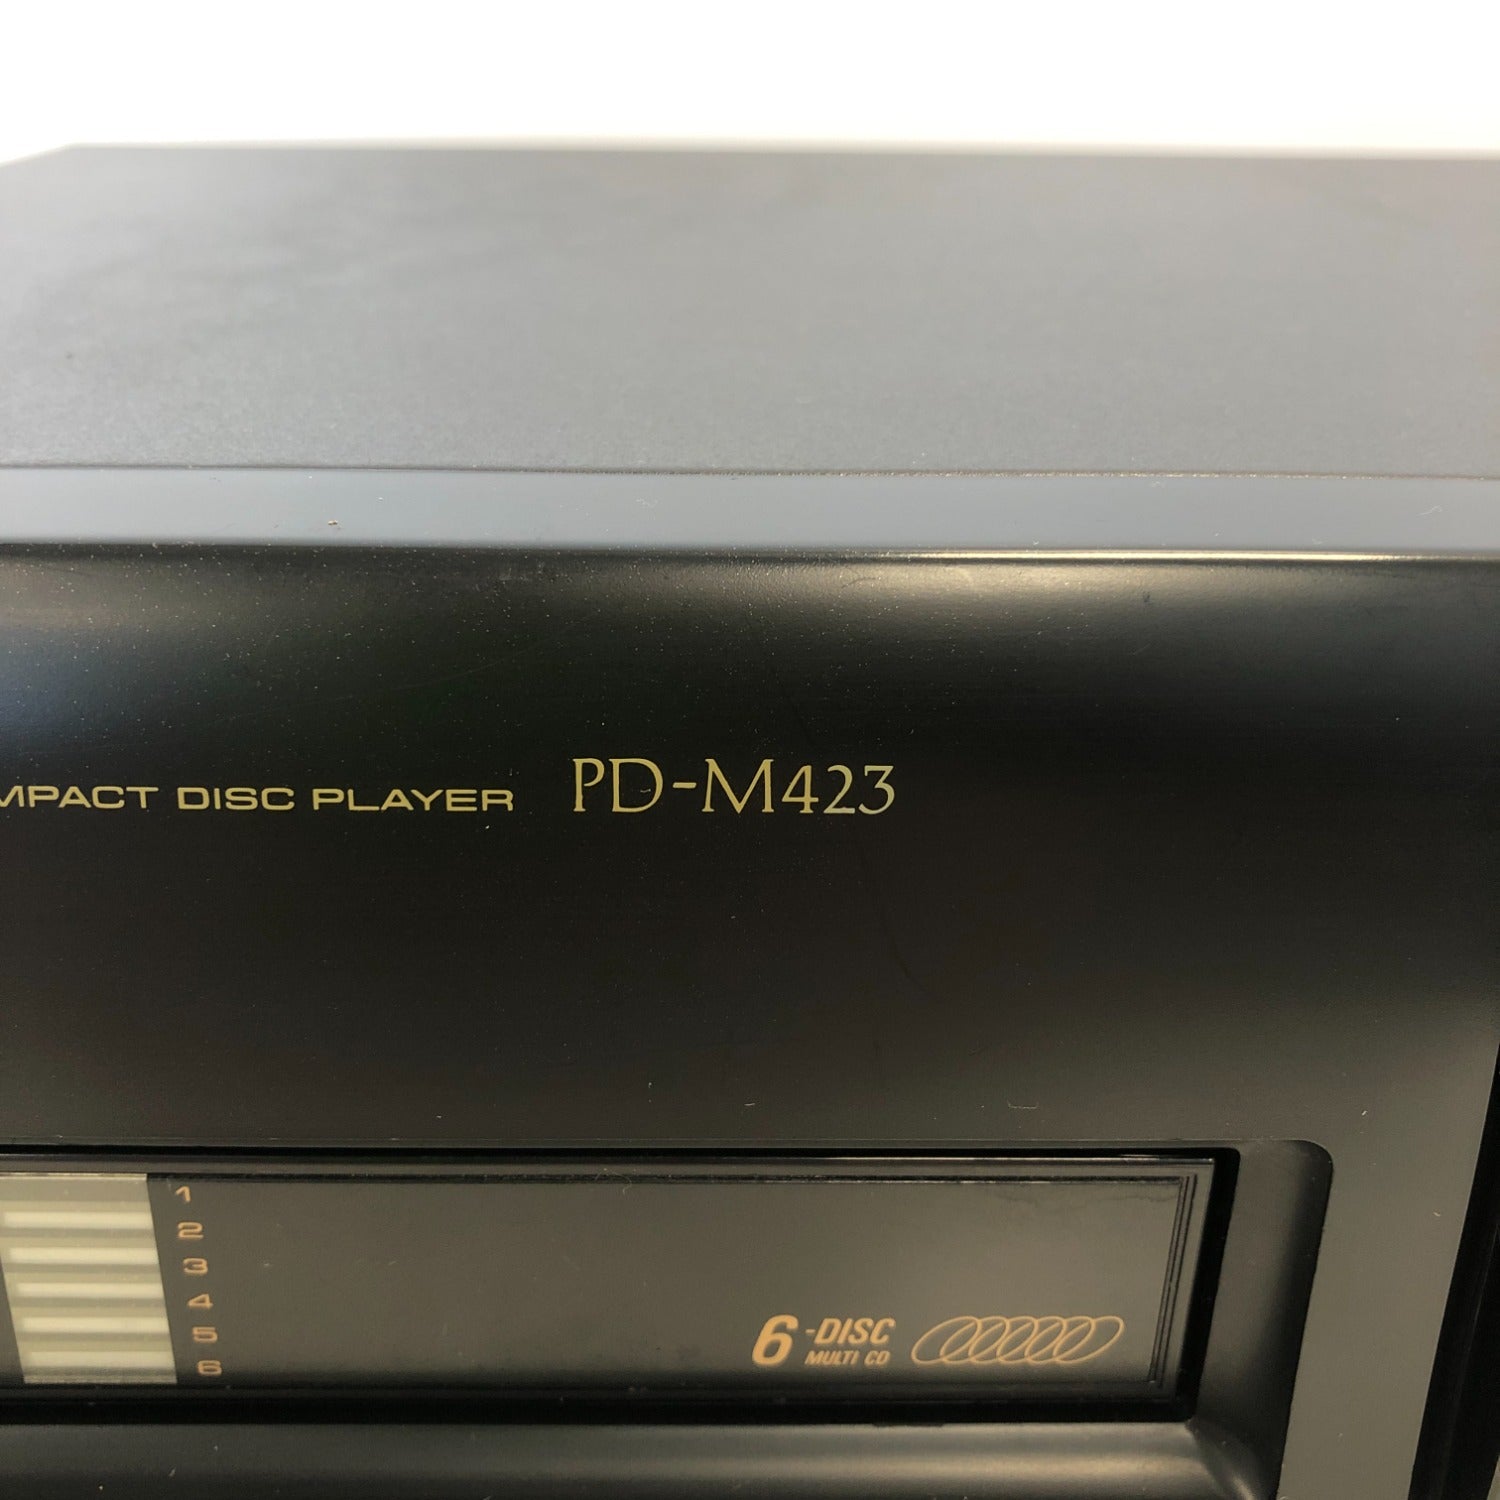 MPACT DISC PLAYER PD-M423
1
2
3
4
5
6
6-DISC
MULTI CD